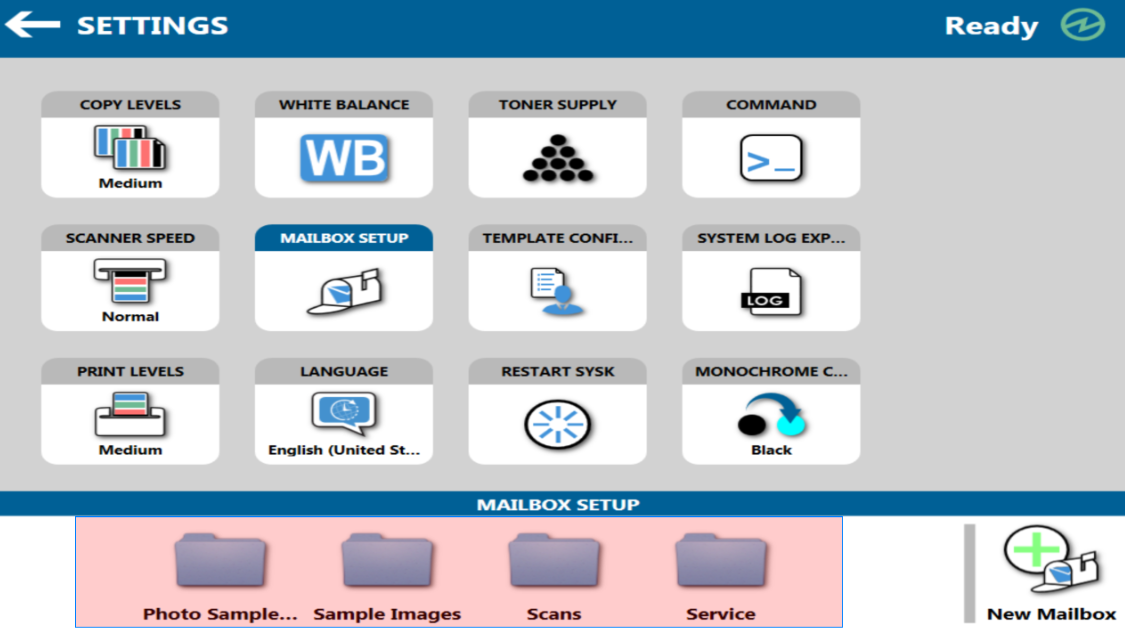 SETTINGS
Ready
COPY LEVELS
Medium
WHITE BALANCE
WB
TONER SUPPLY
COMMAND
>_
SCANNER SPEED
Normal
MAILBOX SETUP
TEMPLATE CONFI...
SYSTEM LOG EXP...
LOG
PRINT LEVELS
Medium
LANGUAGE
English (United St...
RESTART SYSK
MONOCHROME C...
Black
MAILBOX SETUP
Photo Sample...
Sample Images
Scans
Service
New Mailbox